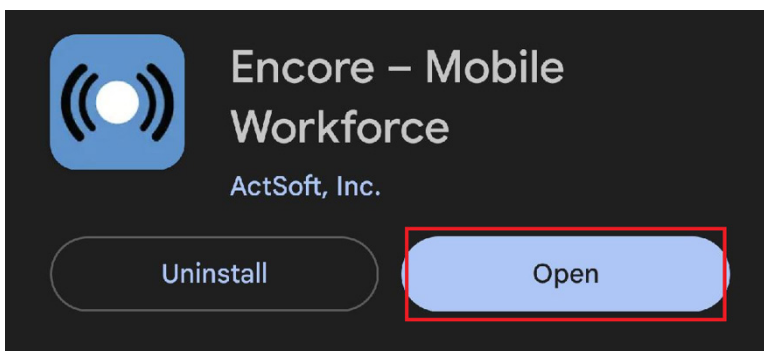 Encore – Mobile
Workforce
ActSoft, Inc.
Uninstall
Open